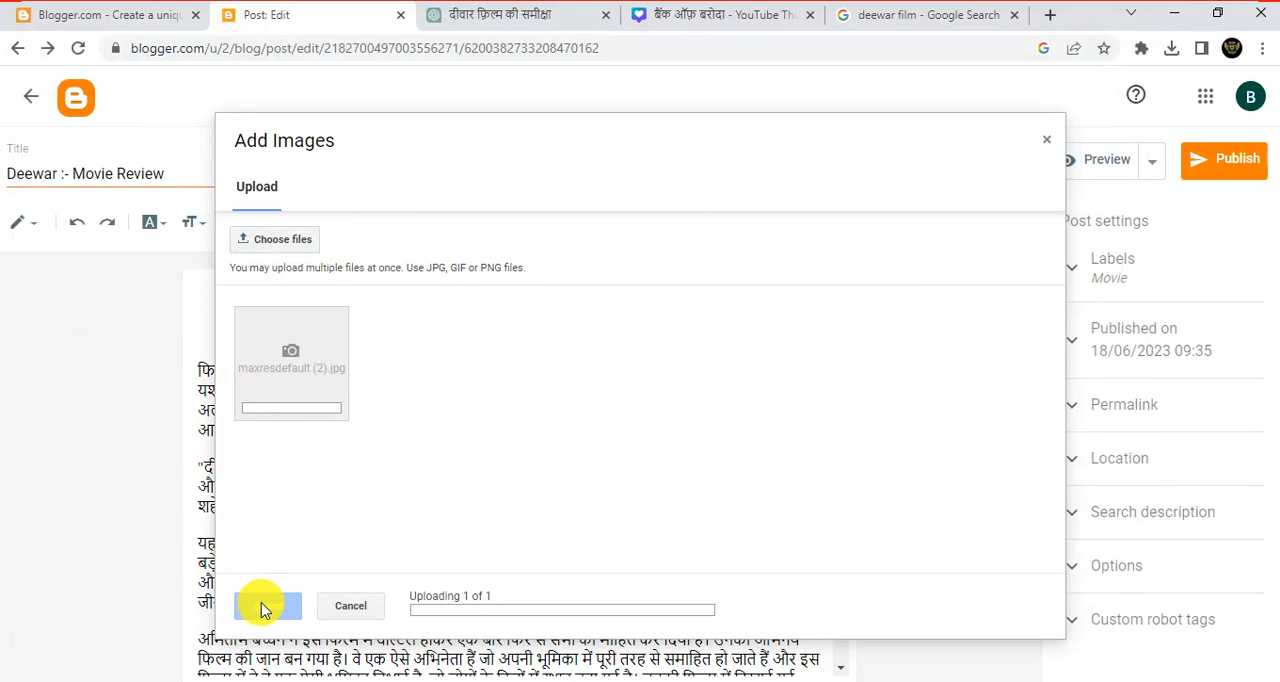 Blogger.com - Create a uniqu
Post: Edit
दीवार फ़िल्म की समीक्षा
बैंक ऑफ़ बरोदा - YouTube Th
deewar film - Google Search
blogger.com/u/2/blog/post/edit/2182700497003556271/6200382733208470162
B
Title
Deewar :- Movie Review
Preview
Publish
Add Images
Upload
Choose files
You may upload multiple files at once. Use JPG, GIF or PNG files.
maxresdefault (2).jpg
Cancel
Uploading 1 of 1
Post settings
Labels
Movie
Published on
18/06/2023 09:35
Permalink
Location
Search description
Options
Custom robot tags
फिल्म की जान बन गया है। वे एक ऐसे अभिनेता हैं जो अपनी भूमिका में पूरी तरह से समाहित हो जाते हैं और इस